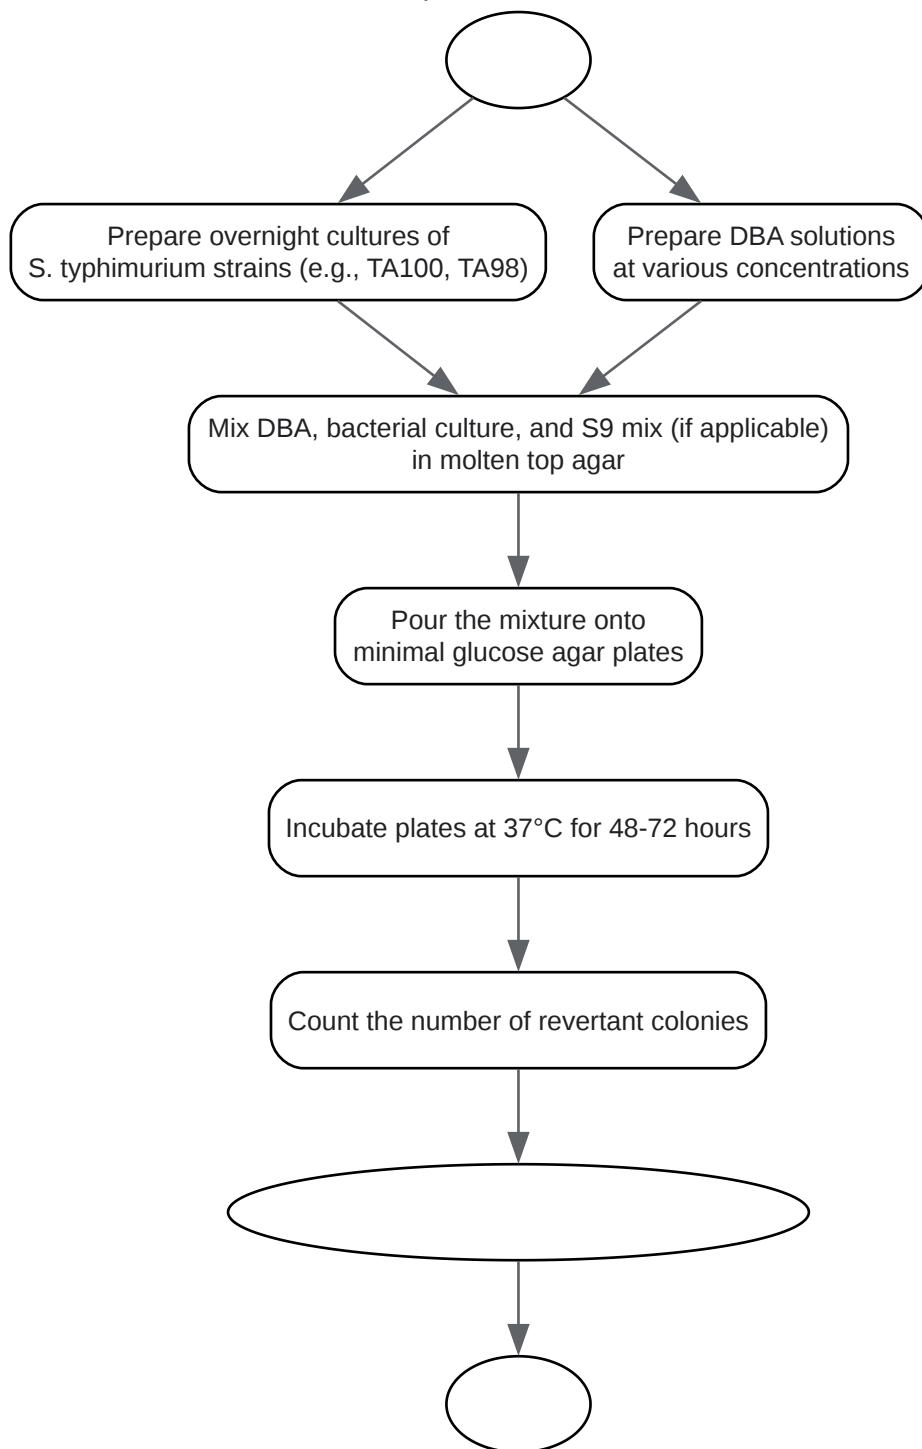 Prepare overnight cultures of
S. typhimurium strains (e.g., TA100, TA98)
Prepare DBA solutions
at various concentrations
Mix DBA, bacterial culture, and S9 mix (if applicable)
in molten top agar
Pour the mixture onto
minimal glucose agar plates
Incubate plates at 37°C for 48-72 hours
Count the number of revertant colonies